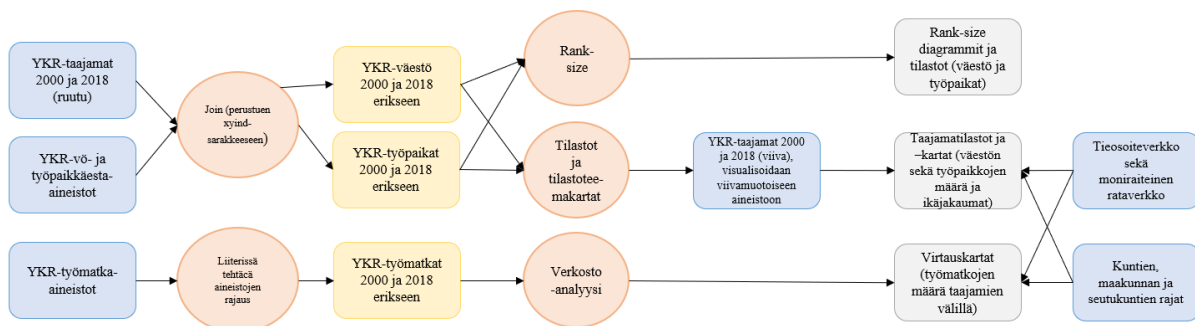 YKR-taajamat
2000 ja 2018
(ruutu)
YKR-vö- ja
työpaikkäesta-
aineistot
Join (perustuen
xyind-
sarakkeeseen)
YKR-väestö
2000 ja 2018
erikseen
YKR-työpaikat
2000 ja 2018
erikseen
Rank-
size
Tilastot
ja
tilastotee-
makartat
YKR-taajamat 2000
ja 2018 (viiva),
visualisoidaan
viivamuotoiseen
aineistoon
Rank-size
diagrammit ja
tilastot (väestö ja
työpaikat)
Taajamatilastot ja
–kartat (väestön
sekä työpaikkojen
määrä ja
ikäjakaumat)
Tieosoiteverkko
sekä
moniraiteinen
rataverkko
YKR-työmatka-
aineistot
Liiterissä
tehtäcä
aineistojen
rajaus
YKR-työmatkat
2000 ja 2018
erikseen
Verkosto
-analyysi
Virtauskartat
(työmatkojen
määrä taajamien
välillä)
Kuntien,
maakunnan ja
seutukuntien rajat